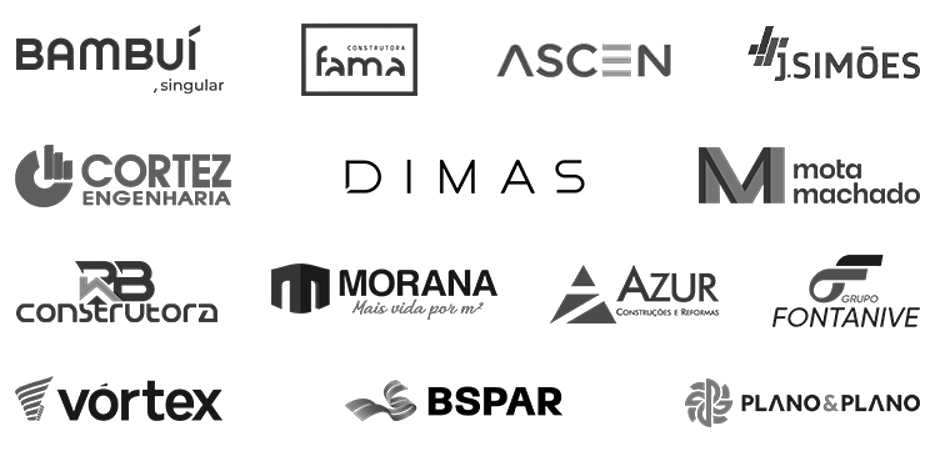 BAMBUÍ
, singular
CONSTRUTORA
fama
ASCEN
J.SIMÕES
CORTEZ
ENGENHARIA
DIMAS
M
mota
machado
RB
construtora
m
MORANA
Mais vida por m²
AZUR
CONSTRUÇÕES E REFORMAS
GRUPO
FONTANIVE
vórtex
BSPAR
PLANO&PLANO